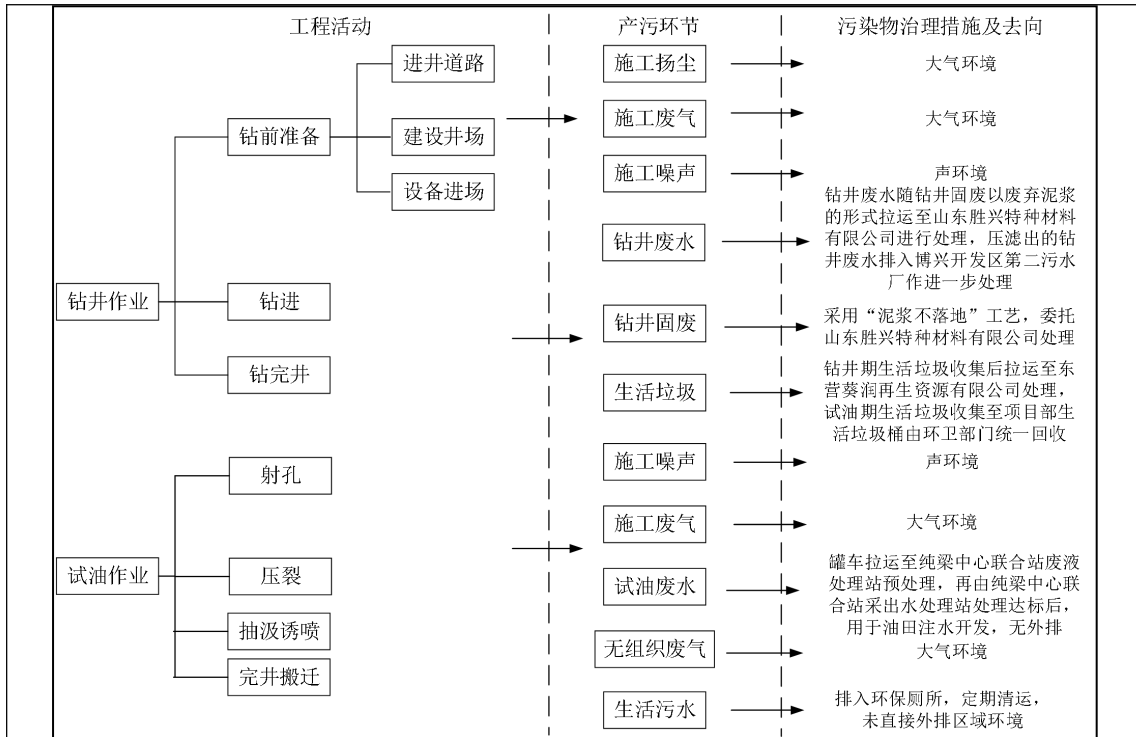 工程活动
产污环节
污染物治理措施及去向
进井道路
施工扬尘
大气环境
钻前准备
建设井场
施工废气
大气环境
设备进场
施工噪声
声环境
钻井废水
钻井废水随钻井固废以废弃泥浆
的形式拉运至山东胜兴特种材料
有限公司进行处理，压滤出的钻
井废水排入博兴开发区第二污水
厂作进一步处理
钻井作业
钻进
钻井固废
采用“泥浆不落地”工艺，委托
山东胜兴特种材料有限公司处理
钻完井
生活垃圾
钻井期生活垃圾收集后拉运至东
营葵润再生资源有限公司处理，
试油期生活垃圾收集至项目部生
活垃圾桶由环卫部门统一回收
射孔
施工噪声
声环境
施工废气
大气环境
试油作业
压裂
试油废水
罐车拉运至纯梁中心联合站废液
处理站预处理，再由纯梁中心联
合站采出水处理站处理达标后，
用于油田注水开发，无外排
抽汲诱喷
无组织废气
大气环境
完井搬迁
生活污水
排入环保厕所，定期清运，
未直接外排区域环境